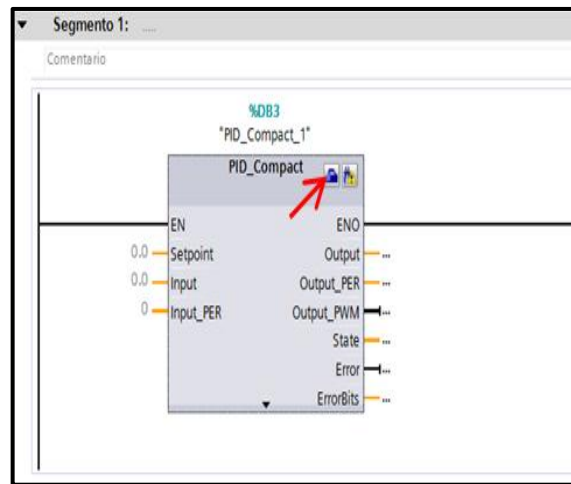 Segmento 1: .....
Comentario
%DB3
"PID_Compact_1"
PID_Compact
EN ENO
0.0 Setpoint Output ...
0.0 Input Output_PER ...
0 Input_PER Output_PWM ...
State ...
Error ...
ErrorBits ...